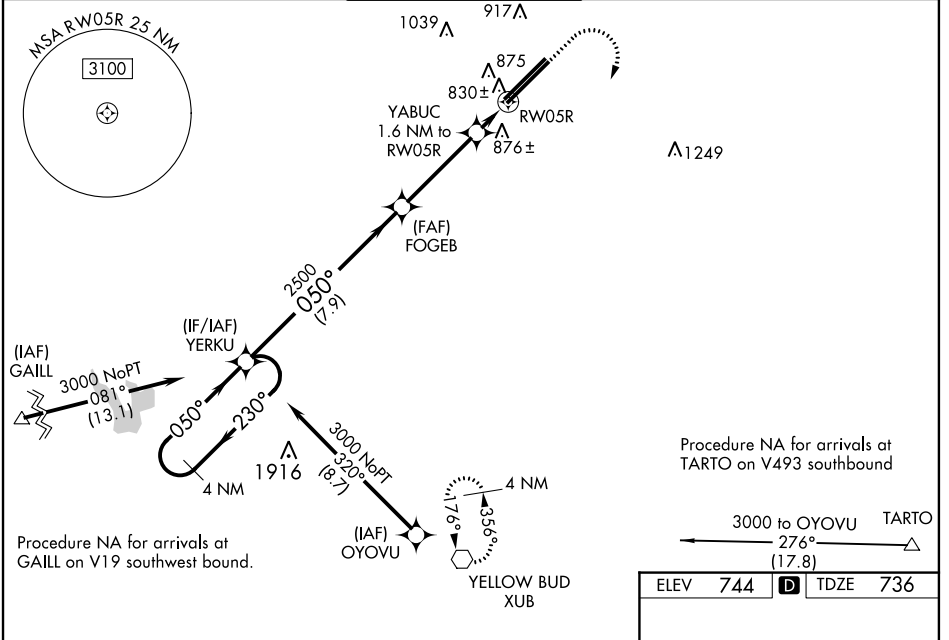 MSA RW05R 25 NM
3100
1039
917
875
830±
RW05R
YABUC
1.6 NM to
RW05R
876±
1249
(FAF)
FOGEB
2500
050°
(7.9)
(IF/IAF)
YERKU
(IAF)
GAILL
3000 NoPT
081°
(13.1)
050°
230°
4 NM
1916
3000 NoPT
320°
(8.7)
(IAF)
OYOVU
4 NM
176°
356°
YELLOW BUD
XUB
Procedure NA for arrivals at
GAILL on V19 southwest bound.
Procedure NA for arrivals at
TARTO on V493 southbound
3000 to OYOVU
276°
(17.8)
TARTO
ELEV 744 D TDZE 736